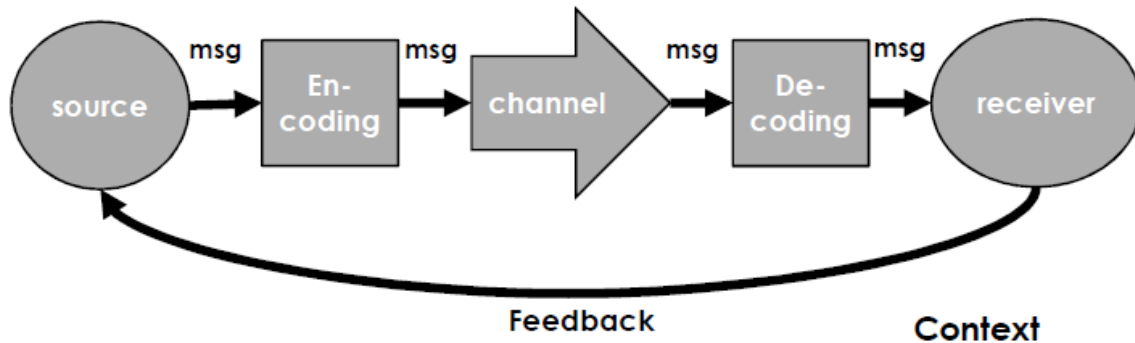 msg
msg
msg
msg
source
En-
coding
channel
De-
coding
receiver
Feedback
Context